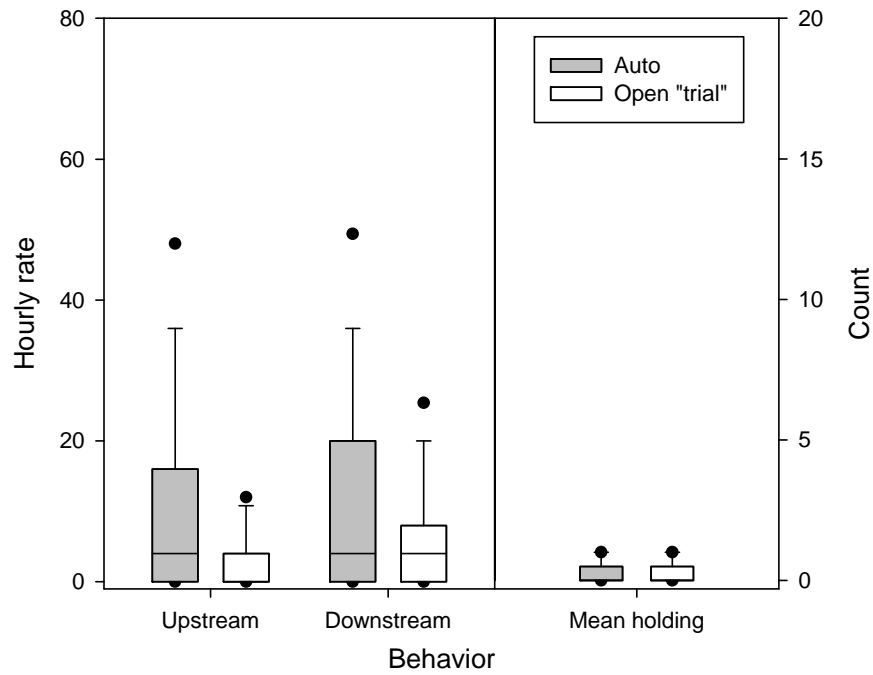 80
60
40
20
0
Hourly rate
20
15
10
5
0
Count
Auto
Open "trial"
Upstream
Downstream
Mean holding
Behavior